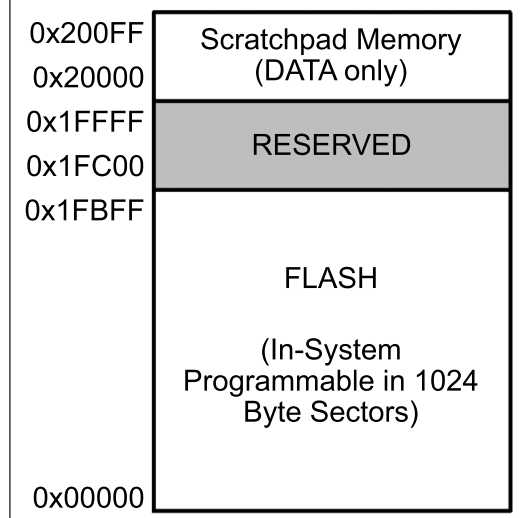 0x200FF
Scratchpad Memory
(DATA only)
0x20000
0x1FFFF
RESERVED
0x1FC00
0x1FBFF
FLASH
(In-System
Programmable in 1024
Byte Sectors)
0x00000